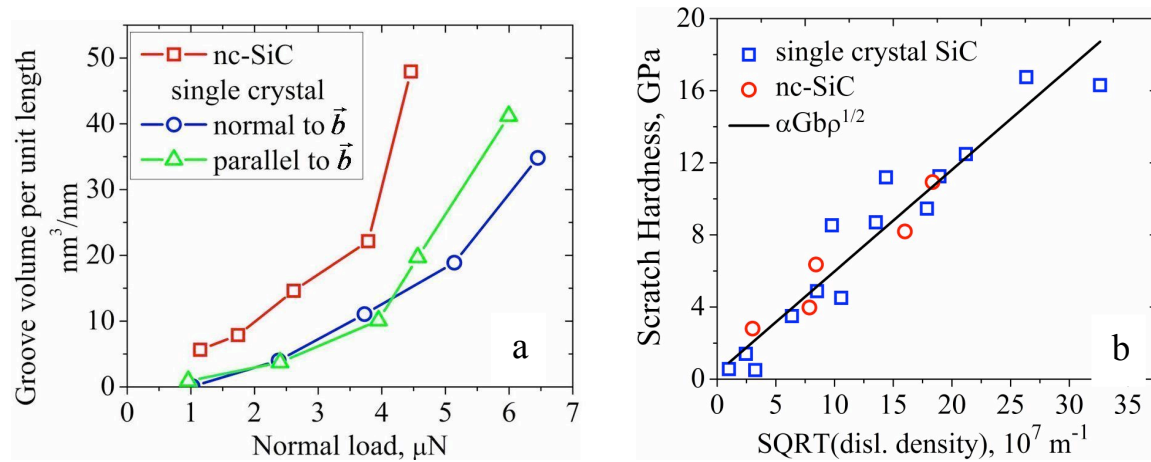 Groove volume per unit length
nm³/nm
50
40
30
20
10
0
nc-SiC
single crystal
normal to b⃗
parallel to b⃗
a
0 1 2 3 4 5 6 7
Normal load, μN
Scratch Hardness, GPa
20
16
12
8
4
0
single crystal SiC
nc-SiC
αGbρ^1/2
b
0 5 10 15 20 25 30 35
SQRT(disl. density), 10⁷ m⁻¹